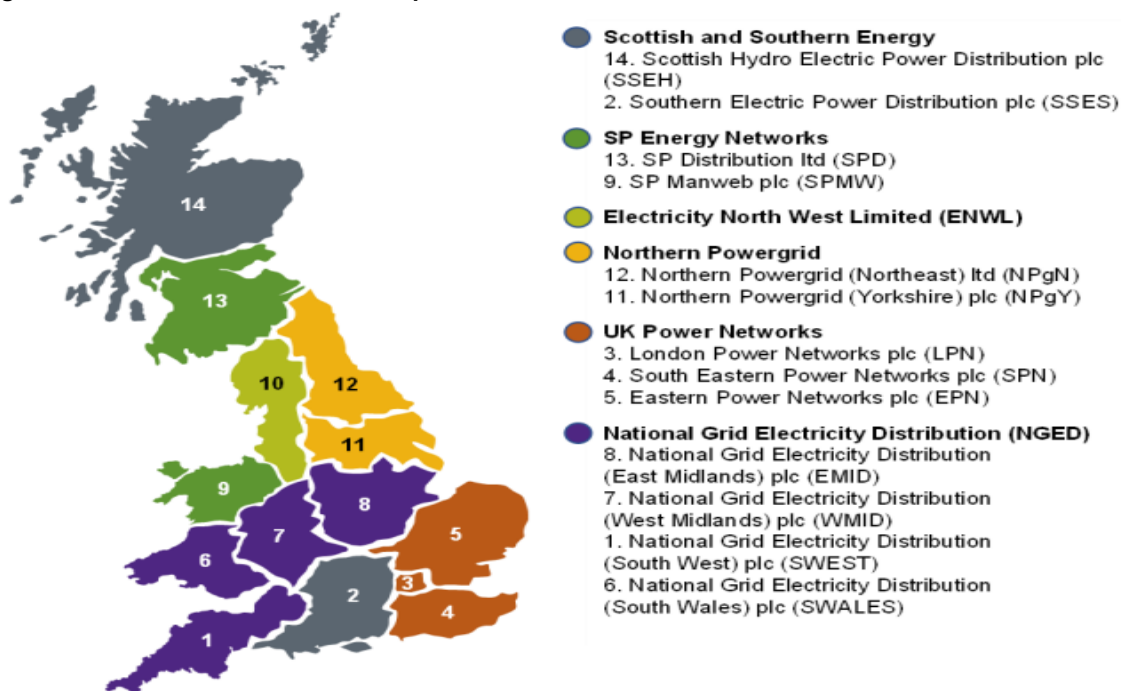 Scottish and Southern Energy
14. Scottish Hydro Electric Power Distribution plc
(SSEH)
2. Southern Electric Power Distribution plc (SSES)
SP Energy Networks
13. SP Distribution ltd (SPD)
9. SP Manweb plc (SPMW)
Electricity North West Limited (ENWL)
Northern Powergrid
12. Northern Powergrid (Northeast) ltd (NPgN)
11. Northern Powergrid (Yorkshire) plc (NPgY)
UK Power Networks
3. London Power Networks plc (LPN)
4. South Eastern Power Networks plc (SPN)
5. Eastern Power Networks plc (EPN)
National Grid Electricity Distribution (NGED)
8. National Grid Electricity Distribution
(East Midlands) plc (EMID)
7. National Grid Electricity Distribution
(West Midlands) plc (WMID)
1. National Grid Electricity Distribution
(South West) plc (SWEST)
6. National Grid Electricity Distribution
(South Wales) plc (SWALES)
14
13
10
12
11
9
8
7
5
6
3
2
4
1